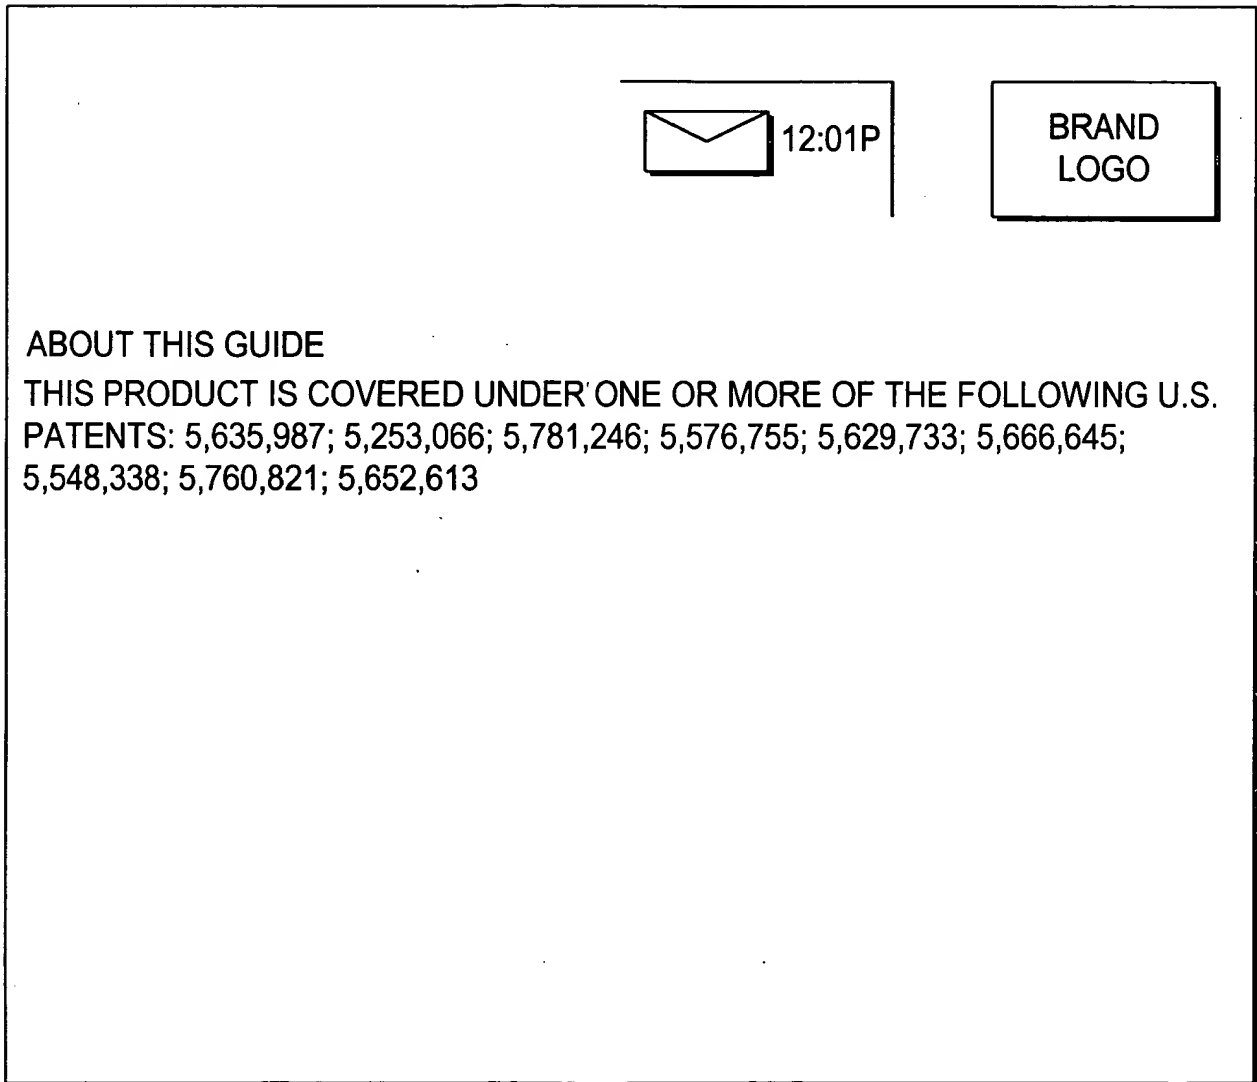 12:01P
BRAND
LOGO
ABOUT THIS GUIDE
THIS PRODUCT IS COVERED UNDER ONE OR MORE OF THE FOLLOWING U.S.
PATENTS: 5,635,987; 5,253,066; 5,781,246; 5,576,755; 5,629,733; 5,666,645;
5,548,338; 5,760,821; 5,652,613